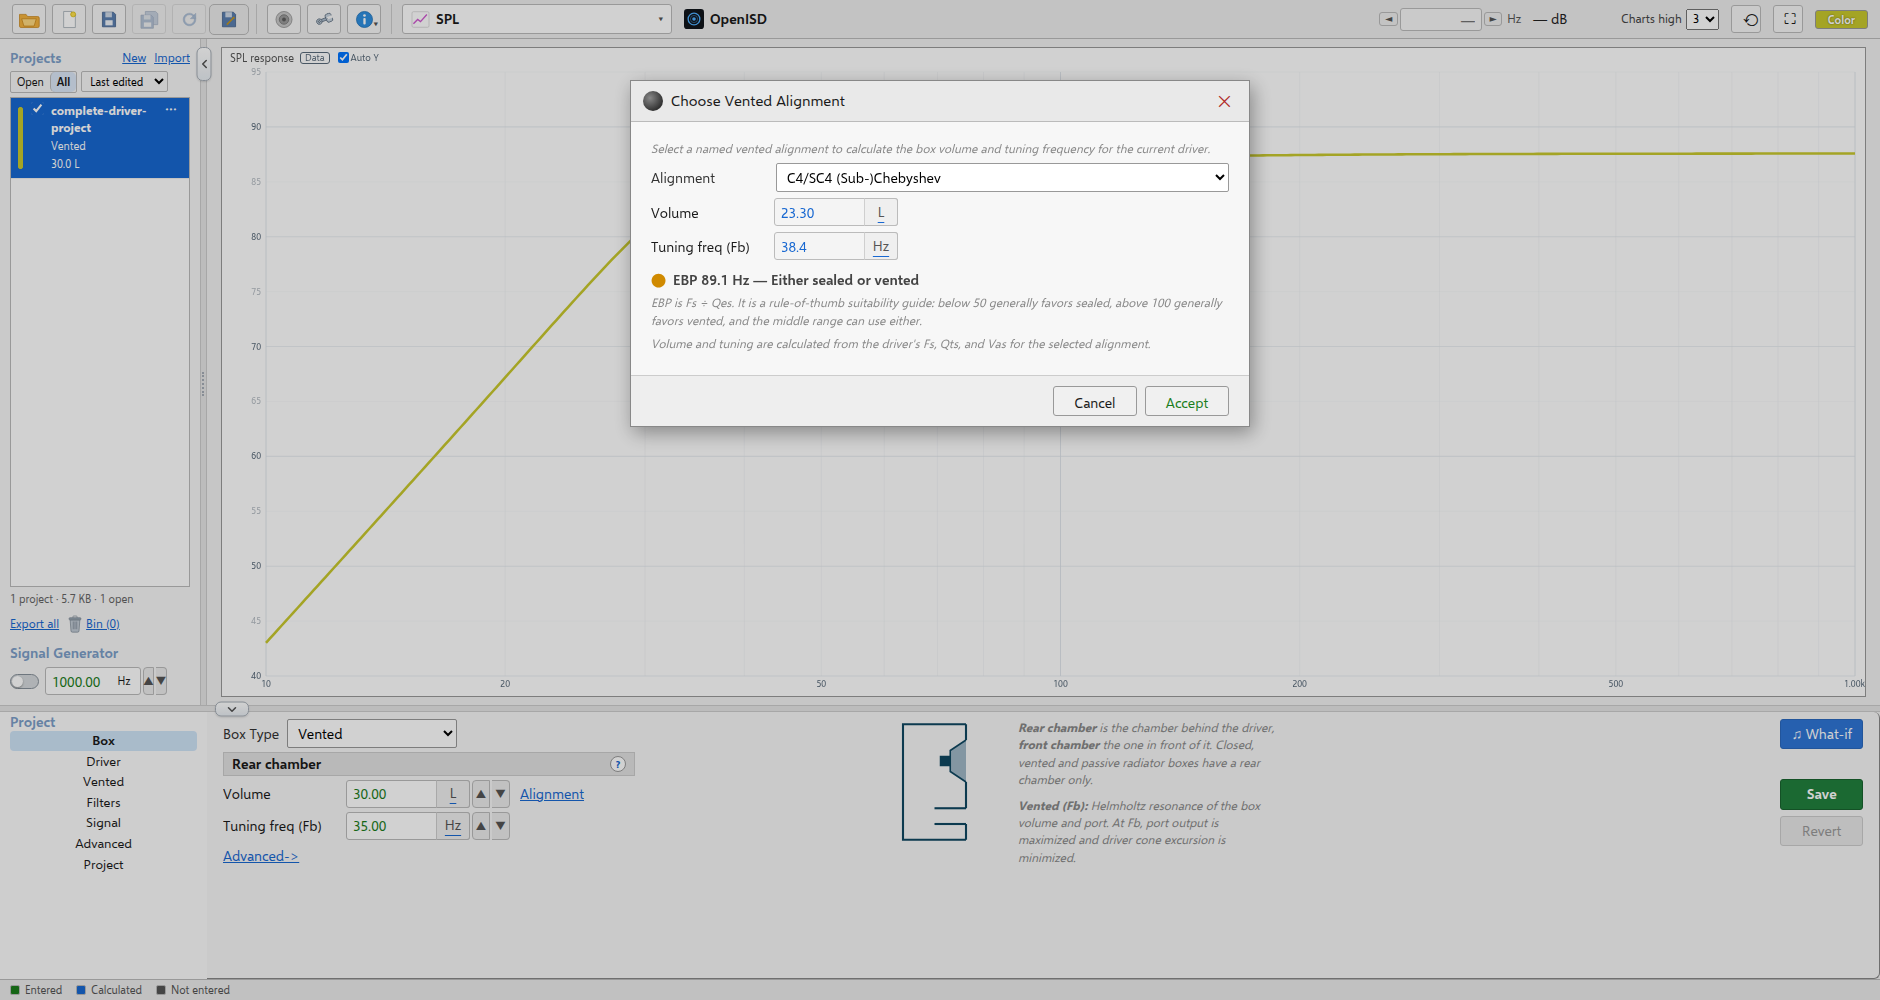 SPL
OpenISD
—
Hz
— dB
Charts high
3
Color
Projects
New
Import
Open
All
Last edited
complete-driver-
project
Vented
30.0 L
1 project · 5.7 KB · 1 open
Export all
Bin (0)
Signal Generator
1000.00
Hz
SPL response
Data
Auto Y
95
90
85
80
75
70
65
60
55
50
45
40
10
20
50
100
200
500
1.00k
Choose Vented Alignment
Select a named vented alignment to calculate the box volume and tuning frequency for the current driver.
Alignment
C4/SC4 (Sub-)Chebyshev
Volume
23.30
L
Tuning freq (Fb)
38.4
Hz
EBP 89.1 Hz — Either sealed or vented
EBP is Fs ÷ Qes. It is a rule-of-thumb suitability guide: below 50 generally favors sealed, above 100 generally
favors vented, and the middle range can use either.
Volume and tuning are calculated from the driver's Fs, Qts, and Vas for the selected alignment.
Cancel
Accept
Project
Box
Driver
Vented
Filters
Signal
Advanced
Project
Box Type
Vented
Rear chamber
?
Volume
30.00
L
Alignment
Tuning freq (Fb)
35.00
Hz
Advanced->
Rear chamber is the chamber behind the driver,
front chamber the one in front of it. Closed,
vented and passive radiator boxes have a rear
chamber only.
Vented (Fb): Helmholtz resonance of the box
volume and port. At Fb, port output is
maximized and driver cone excursion is
minimized.
♫ What-if
Save
Revert
Entered
Calculated
Not entered